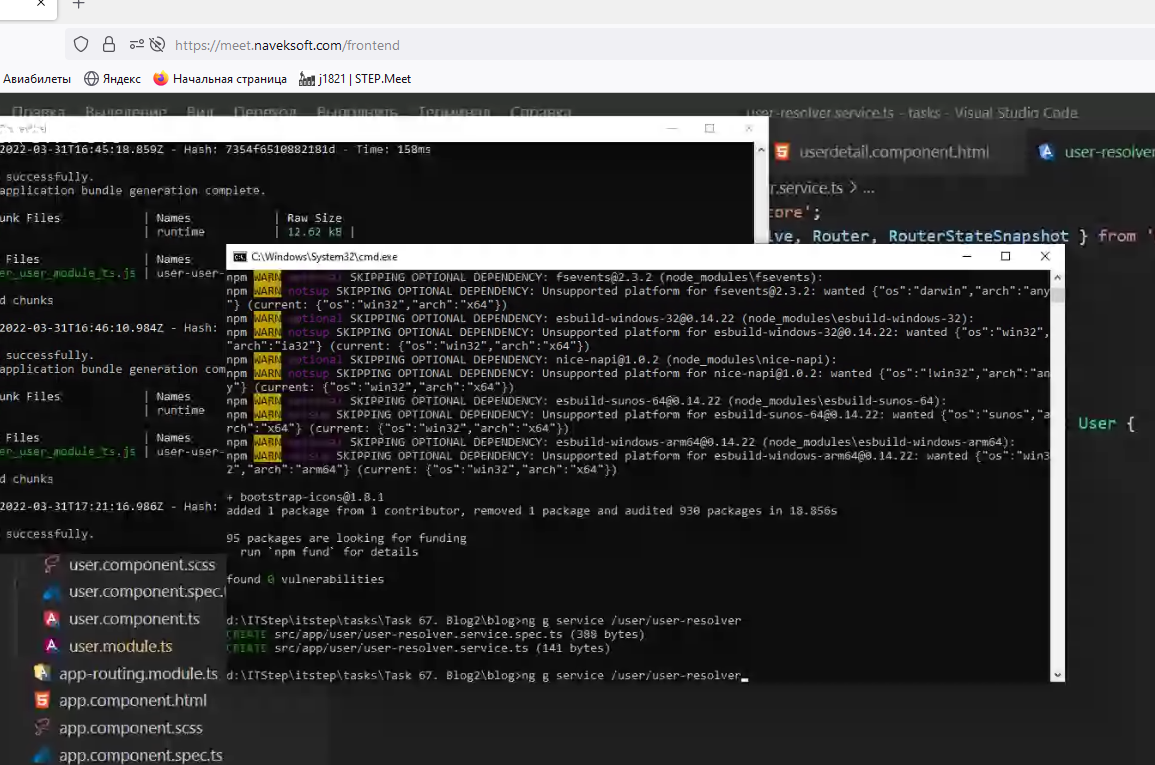 https://meet.naveksoft.com/frontend
Авиабилеты Яндекс Начальная страница j1821 | STEP.Meet
Правка Выделение Вид Переход Выполнить Терминал Справка user-resolver.service.ts - tasks - Visual Studio Code
userdetail.component.html user-resolver
r.service.ts > ...
ore';
lve, Router, RouterStateSnapshot } from '
User {
2022-03-31T16:45:18.859Z - Hash: 7354f6510882181d - Time: 158ms
successfully.
application bundle generation complete.
unk Files | Names | Raw Size
| runtime | 12.62 kB |
Files | Names
er_user_module_ts.js | user-user-
d chunks
2022-03-31T16:46:10.984Z - Hash:
successfully.
application bundle generation com
unk Files | Names
| runtime
Files | Names
er_user_module_ts.js | user-user-
d chunks
2022-03-31T17:21:16.986Z - Hash:
successfully.
C:\Windows\System32\cmd.exe
npm WARN optional SKIPPING OPTIONAL DEPENDENCY: fsevents@2.3.2 (node_modules\fsevents):
npm WARN notsup SKIPPING OPTIONAL DEPENDENCY: Unsupported platform for fsevents@2.3.2: wanted {"os":"darwin","arch":"any
"} (current: {"os":"win32","arch":"x64"})
npm WARN optional SKIPPING OPTIONAL DEPENDENCY: esbuild-windows-32@0.14.22 (node_modules\esbuild-windows-32):
npm WARN notsup SKIPPING OPTIONAL DEPENDENCY: Unsupported platform for esbuild-windows-32@0.14.22: wanted {"os":"win32",
"arch":"ia32"} (current: {"os":"win32","arch":"x64"})
npm WARN optional SKIPPING OPTIONAL DEPENDENCY: nice-napi@1.0.2 (node_modules\nice-napi):
npm WARN notsup SKIPPING OPTIONAL DEPENDENCY: Unsupported platform for nice-napi@1.0.2: wanted {"os":"!win32","arch":"an
y"} (current: {"os":"win32","arch":"x64"})
npm WARN optional SKIPPING OPTIONAL DEPENDENCY: esbuild-sunos-64@0.14.22 (node_modules\esbuild-sunos-64):
npm WARN notsup SKIPPING OPTIONAL DEPENDENCY: Unsupported platform for esbuild-sunos-64@0.14.22: wanted {"os":"sunos","a
rch":"x64"} (current: {"os":"win32","arch":"x64"})
npm WARN optional SKIPPING OPTIONAL DEPENDENCY: esbuild-windows-arm64@0.14.22 (node_modules\esbuild-windows-arm64):
npm WARN notsup SKIPPING OPTIONAL DEPENDENCY: Unsupported platform for esbuild-windows-arm64@0.14.22: wanted {"os":"win3
2","arch":"arm64"} (current: {"os":"win32","arch":"x64"})
+ bootstrap-icons@1.8.1
added 1 package from 1 contributor, removed 1 package and audited 930 packages in 18.856s
95 packages are looking for funding
run `npm fund` for details
found 0 vulnerabilities
d:\ITStep\itstep\tasks\Task 67. Blog2\blog>ng g service /user/user-resolver
CREATE src/app/user/user-resolver.service.spec.ts (388 bytes)
CREATE src/app/user/user-resolver.service.ts (141 bytes)
d:\ITStep\itstep\tasks\Task 67. Blog2\blog>ng g service /user/user-resolver
user.component.scss
user.component.spec.
user.component.ts
user.module.ts
app-routing.module.ts
app.component.html
app.component.scss
app.component.spec.ts